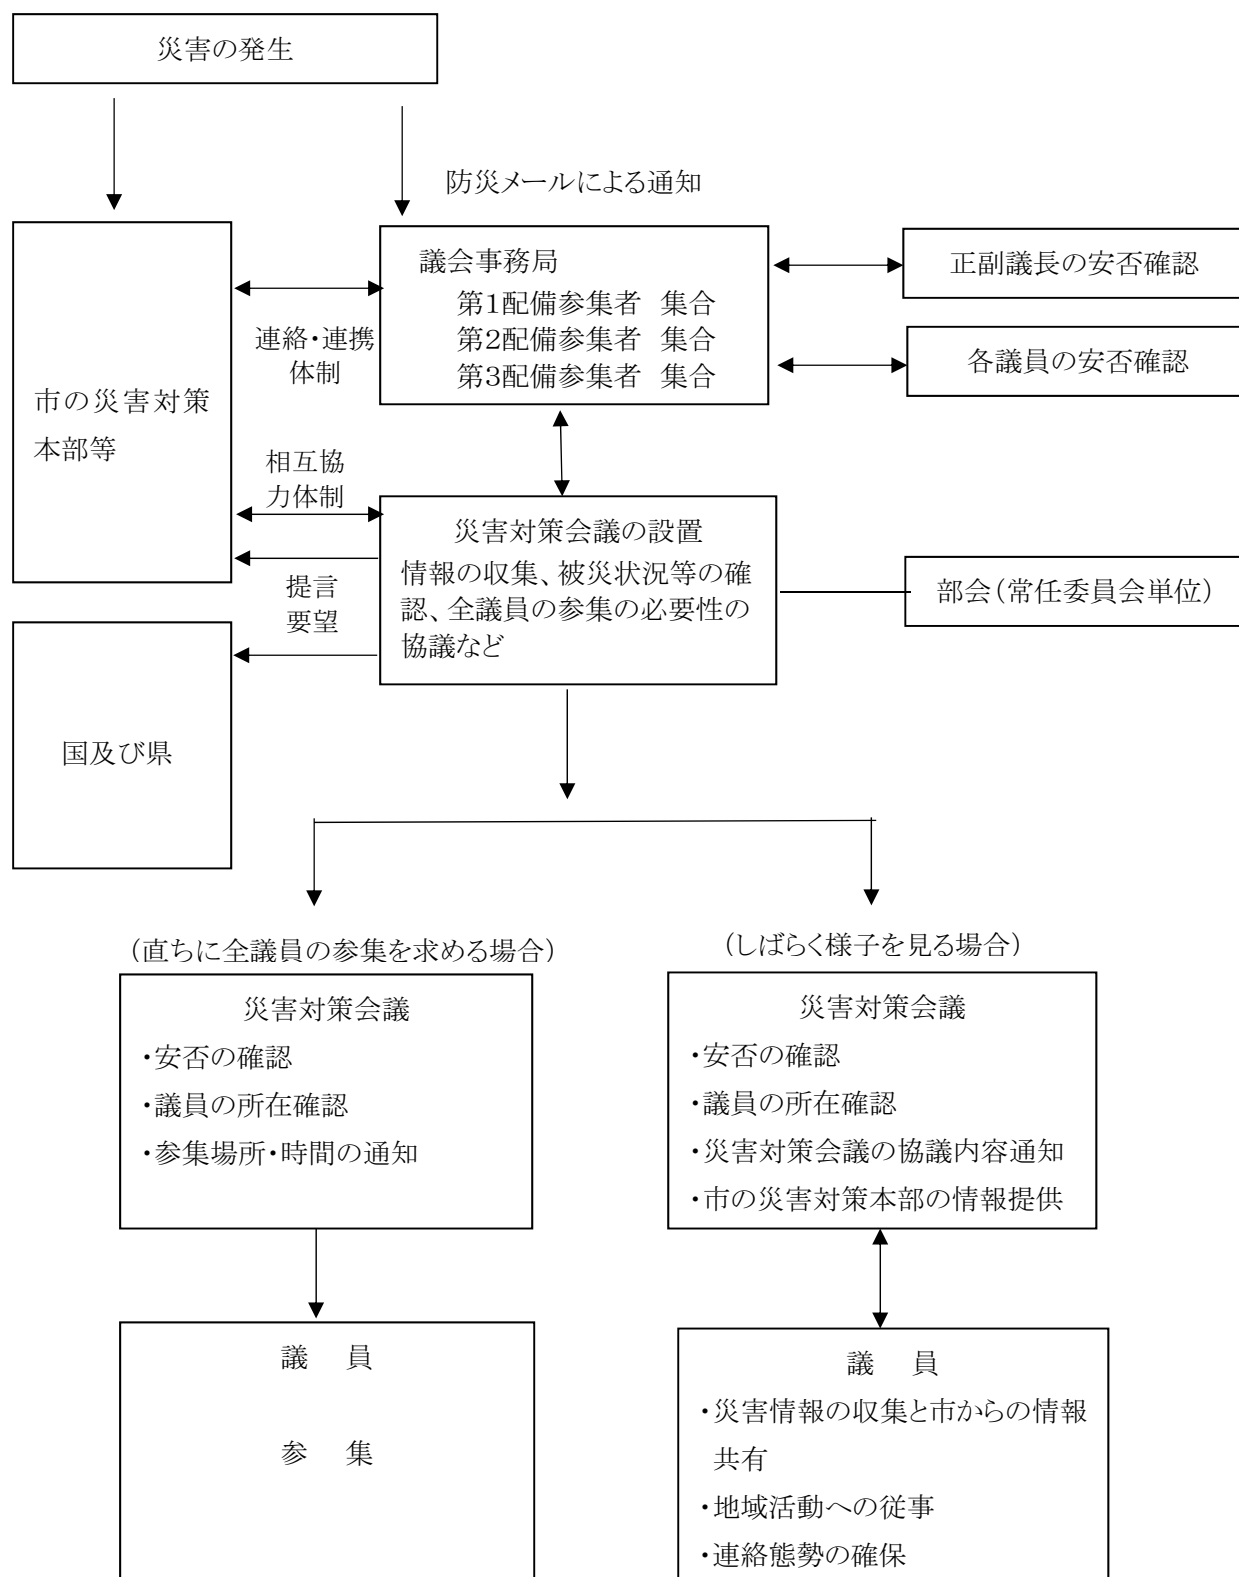 災害の発生
防災メールによる通知
議会事務局
第1配備参集者　集合
第2配備参集者　集合
第3配備参集者　集合
正副議長の安否確認
各議員の安否確認
連絡・連携
体制
市の災害対策
本部等
相互協
力体制
災害対策会議の設置
情報の収集、被災状況等の確
認、全議員の参集の必要性の
協議など
部会（常任委員会単位）
提言
要望
国及び県
（直ちに全議員の参集を求める場合）
災害対策会議
・安否の確認
・議員の所在確認
・参集場所・時間の通知
議　員
参　集
（しばらく様子を見る場合）
災害対策会議
・安否の確認
・議員の所在確認
・災害対策会議の協議内容通知
・市の災害対策本部の情報提供
議　員
・災害情報の収集と市からの情報
共有
・地域活動への従事
・連絡態勢の確保